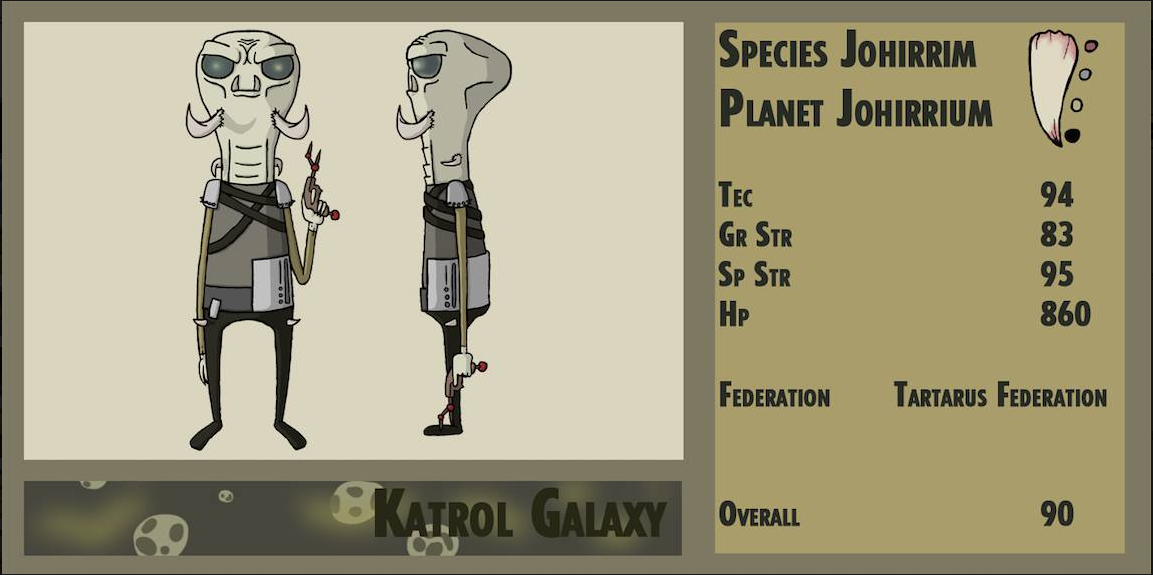 Species Johirrim
Planet Johirrium
Tec 94
Gr Str 83
Sp Str 95
Hp 860
Federation Tartarus Federation
Overall 90
Katrol Galaxy